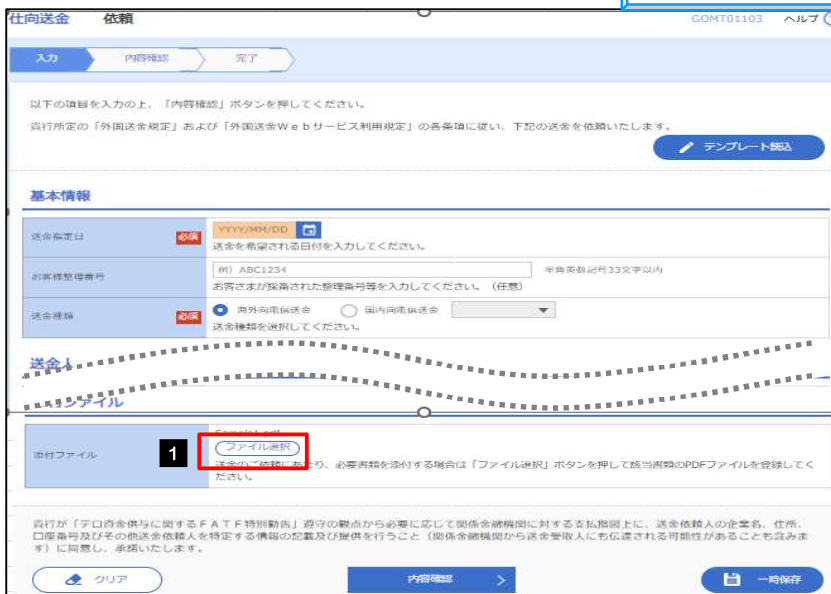 仕向送金 依頼
GOMT01103 ヘルプ
入力 内容確認 完了
以下の項目を入力の上、「内容確認」ボタンを押してください。
貴行所定の「外国送金規定」および「外国送金Webサービス利用規定」の各条項に従い、下記の送金を依頼いたします。
テンプレート読込
基本情報
送金指定日 必須 YYYY/MM/DD
送金を希望される日付を入力してください。
お客様整理番号 例) ABC1234 半角英数記号33文字以内
お客さまが採番された整理番号等を入力してください。（任意）
送金種類 必須 海外向電信送金 国内向電信送金
送金種類を選択してください。
送金人
ファイル
Sample1.pdf
添付ファイル 1 ファイル選択
送金のご依頼にあたり、必要書類を添付する場合は「ファイル選択」ボタンを押して該当書類のPDFファイルを登録してく
ださい。
貴行が「テロ資金供与に関するＦＡＴＦ特別勧告」遵守の観点から必要に応じて関係金融機関に対する支払指図上に、送金依頼人の企業名、住所、
口座番号及びその他送金依頼人を特定する情報の記載及び提供を行うこと（関係金融機関から送金受取人にも伝達される可能性があることも含みま
す）に同意し、承諾いたします。
クリア 内容確認 一時保存